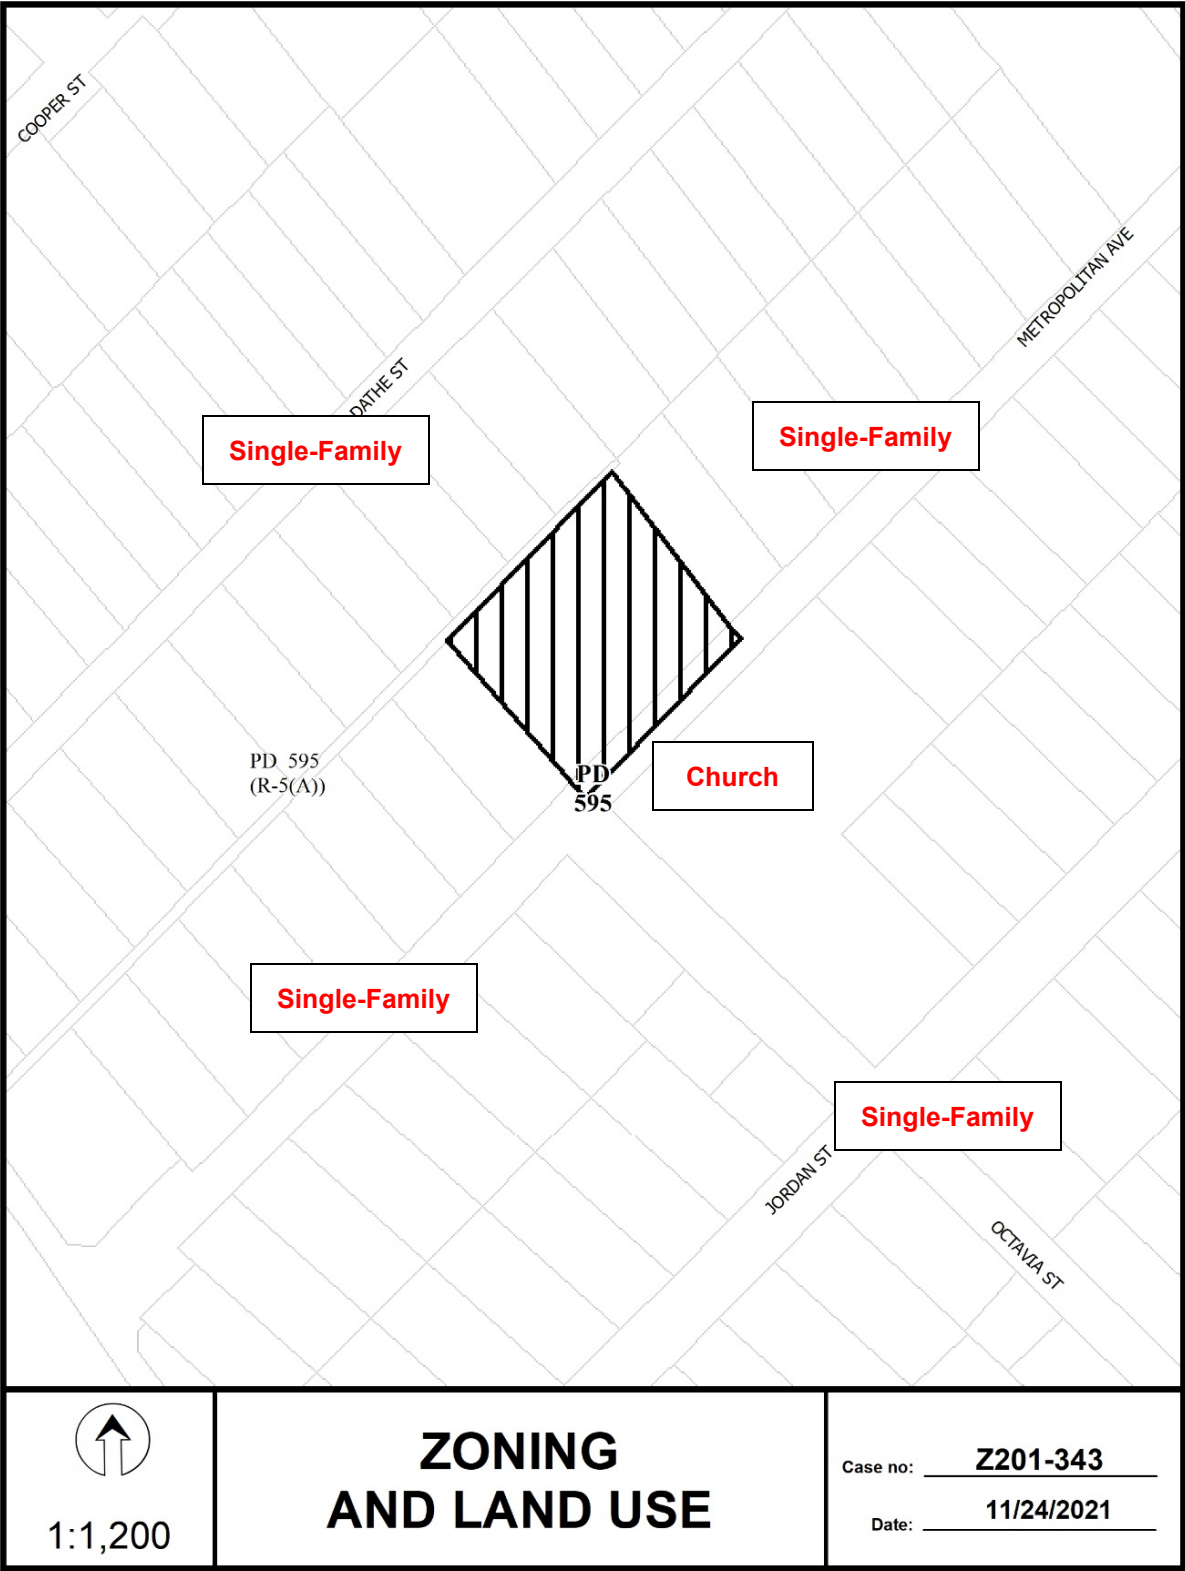 COOPER ST
METROPOLITAN AVE
DATHE ST
Single-Family
Single-Family
PD 595
(R-5(A))
PD
595
Church
Single-Family
Single-Family
JORDAN ST
OCTAVIA ST
1:1,200
ZONING
AND LAND USE
Case no: Z201-343
Date: 11/24/2021